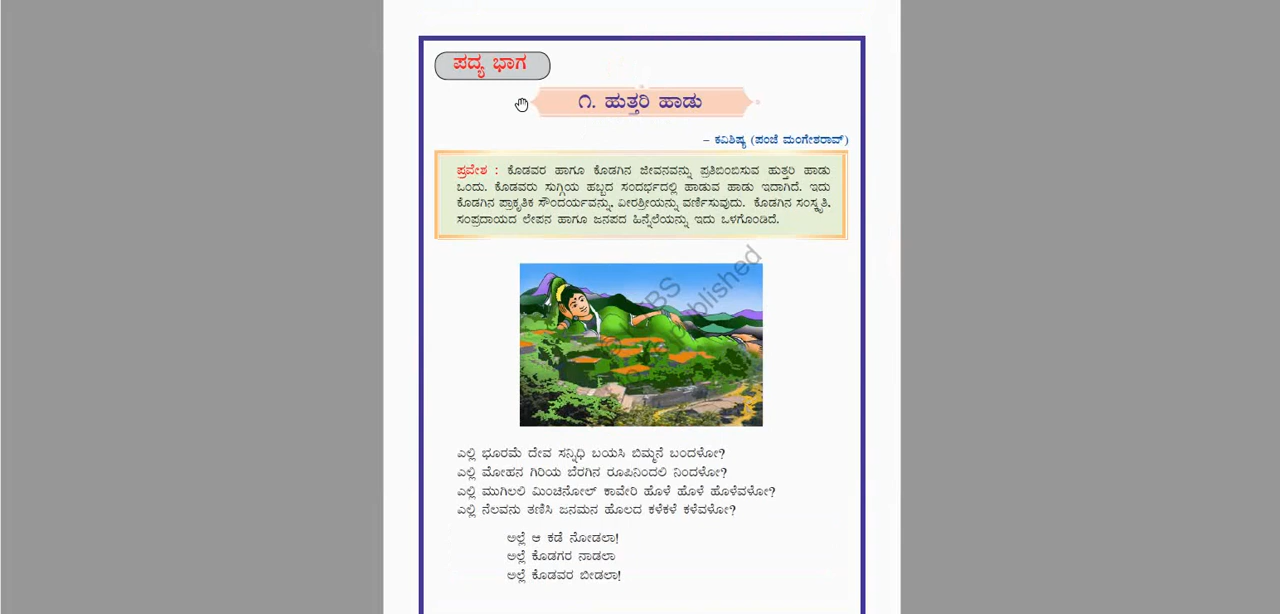 ಪದ್ಯ ಭಾಗ
೧. ಹುತ್ತರಿ ಹಾಡು
– ಕವಿಶಿಷ್ಯ (ಪಂಜೆ ಮಂಗೇಶರಾವ್)
ಪ್ರವೇಶ : ಕೊಡವರ ಹಾಗೂ ಕೊಡಗಿನ ಜೀವನವನ್ನು ಪ್ರತಿಬಿಂಬಿಸುವ ಹುತ್ತರಿ ಹಾಡು
ಒಂದು. ಕೊಡವರು ಸುಗ್ಗಿಯ ಹಬ್ಬದ ಸಂದರ್ಭದಲ್ಲಿ ಹಾಡುವ ಹಾಡು ಇದಾಗಿದೆ. ಇದು
ಕೊಡಗಿನ ಪ್ರಾಕೃತಿಕ ಸೌಂದರ್ಯವನ್ನು, ವೀರಶ್ರೀಯನ್ನು ವರ್ಣಿಸುವುದು. ಕೊಡಗಿನ ಸಂಸ್ಕೃತಿ,
ಸಂಪ್ರದಾಯದ ಲೇಪನ ಹಾಗೂ ಜನಪದ ಹಿನ್ನೆಲೆಯನ್ನು ಇದು ಒಳಗೊಂಡಿದೆ.
ಎಲ್ಲಿ ಭೂರಮೆ ದೇವ ಸನ್ನಿಧಿ ಬಯಸಿ ಬಿಮ್ಮನೆ ಬಂದಳೋ?
ಎಲ್ಲಿ ಮೋಹನ ಗಿರಿಯ ಬೆರಗಿನ ರೂಪಿನಿಂದಲಿ ನಿಂದಳೋ?
ಎಲ್ಲಿ ಮುಗಿಲಲಿ ಮಿಂಚಿನೋಲ್ ಕಾವೇರಿ ಹೊಳೆ ಹೊಳೆ ಹೊಳೆವಳೋ?
ಎಲ್ಲಿ ನೆಲವನು ತಣಿಸಿ ಜನಮನ ಹೊಲದ ಕಳೆಕಳೆ ಕಳೆವಳೋ?
ಅಲ್ಲೆ ಆ ಕಡೆ ನೋಡಲಾ!
ಅಲ್ಲೆ ಕೊಡಗರ ನಾಡಲಾ
ಅಲ್ಲೆ ಕೊಡವರ ಬೀಡಲಾ!